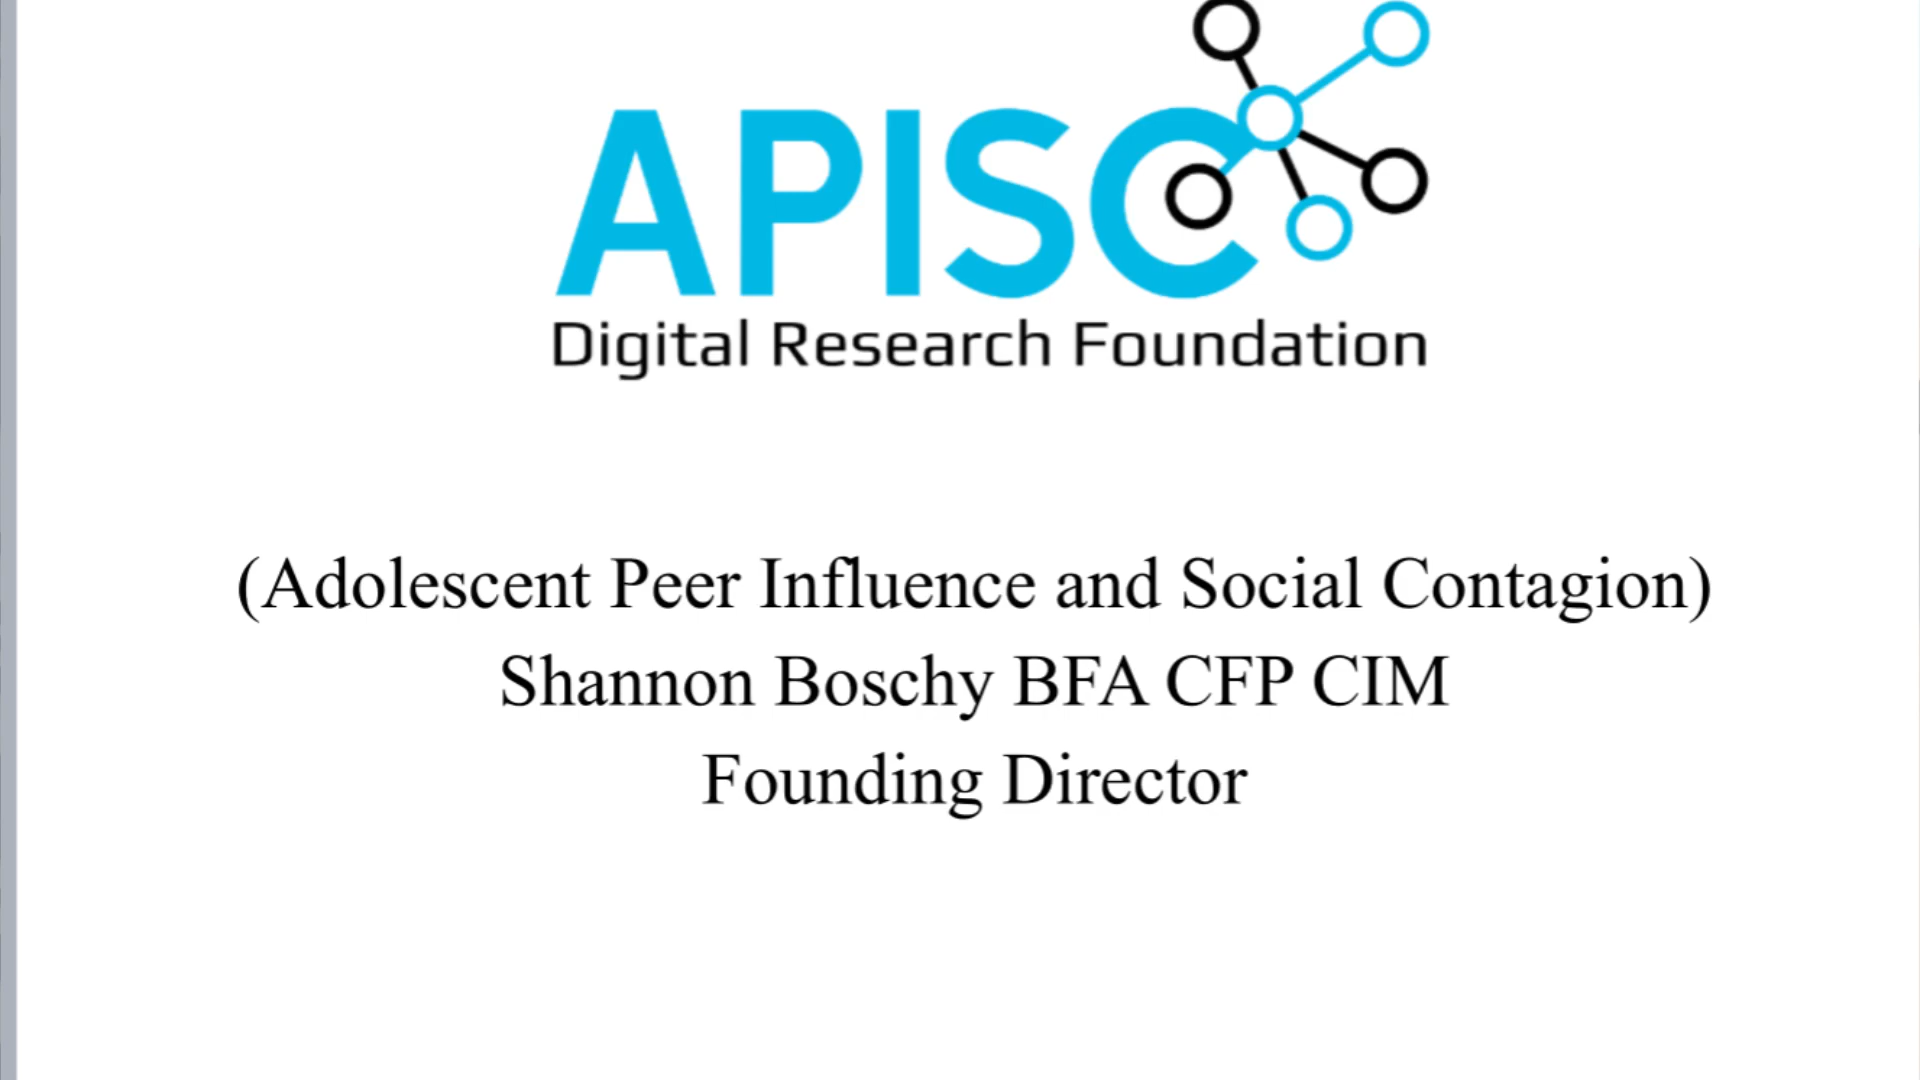 APISC
Digital Research Foundation
(Adolescent Peer Influence and Social Contagion)
Shannon Boschy BFA CFP CIM
Founding Director